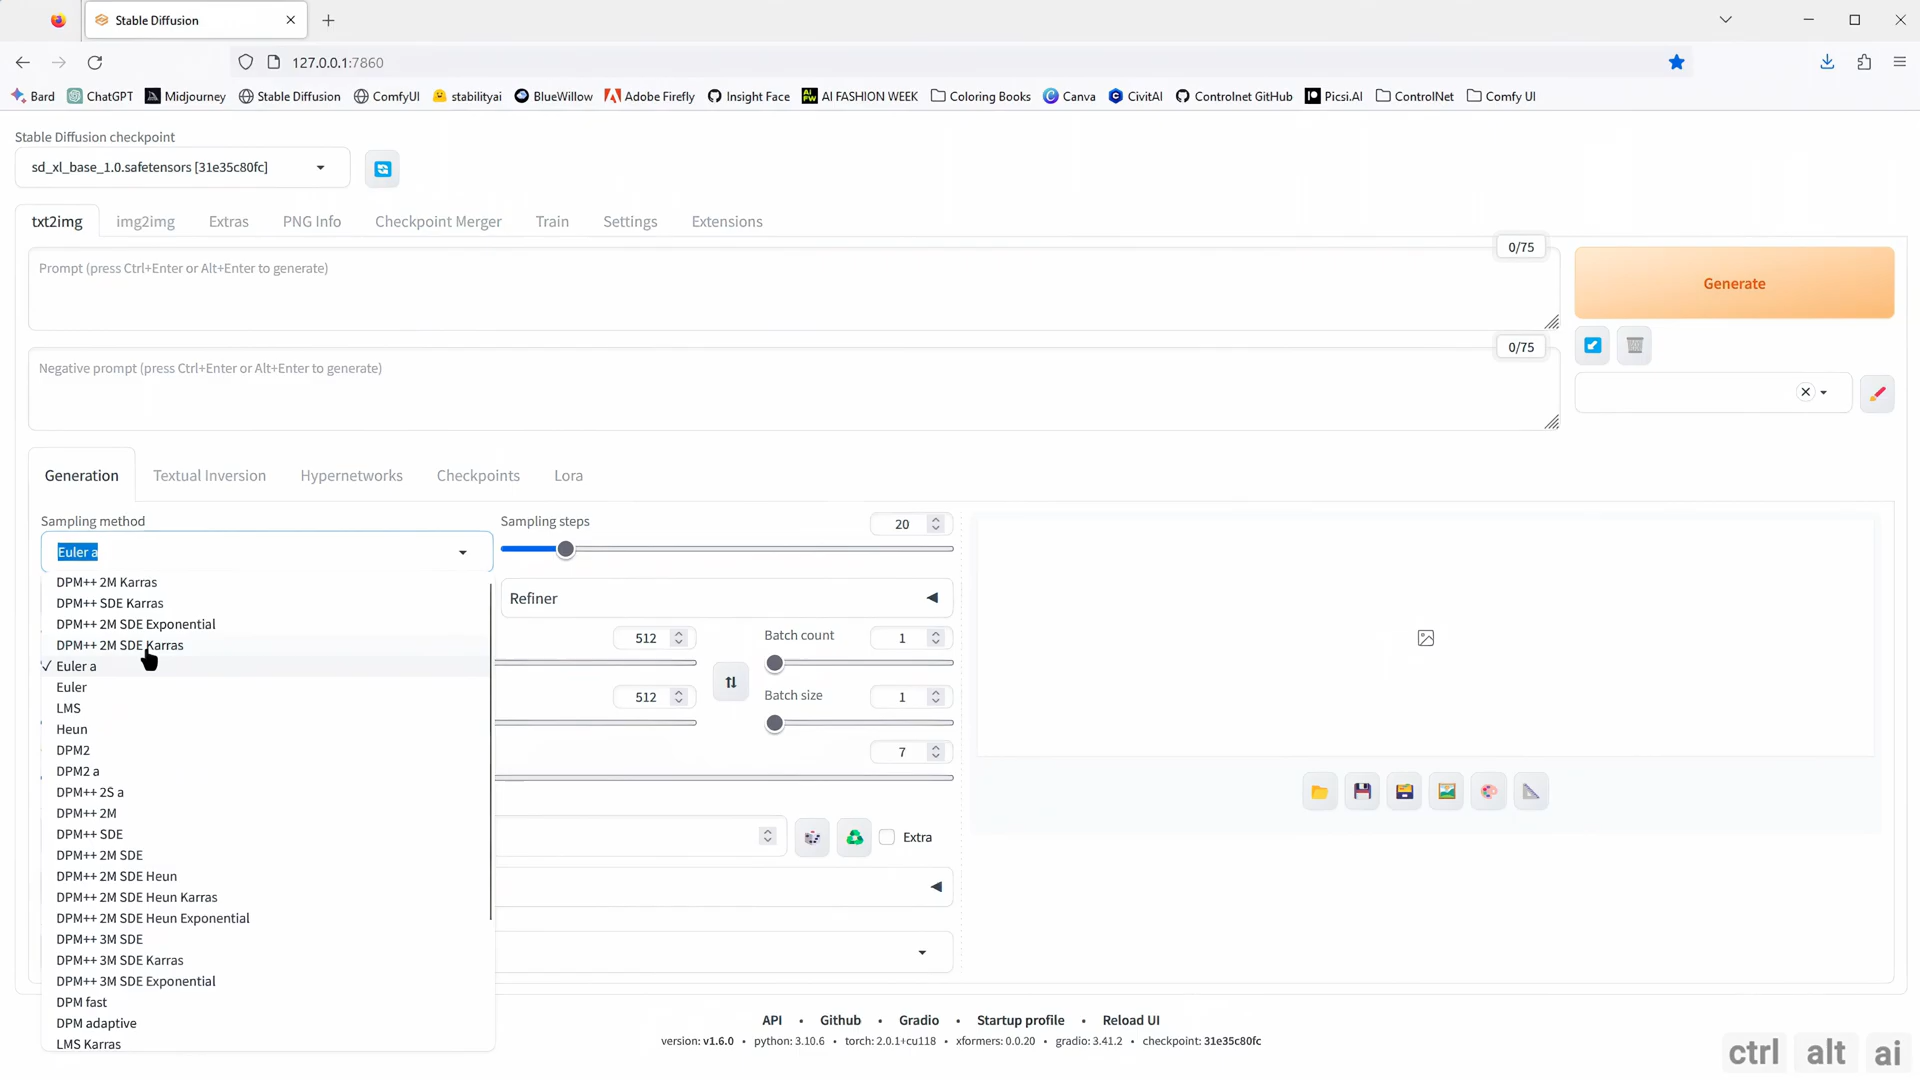 Stable Diffusion
127.0.0.1:7860
Bard ChatGPT Midjourney Stable Diffusion ComfyUI stabilityai BlueWillow Adobe Firefly Insight Face AI FASHION WEEK Coloring Books Canva CivitAI Controlnet GitHub Picsi.AI ControlNet Comfy UI
Stable Diffusion checkpoint
sd_xl_base_1.0.safetensors [31e35c80fc]
txt2img img2img Extras PNG Info Checkpoint Merger Train Settings Extensions
0/75
Prompt (press Ctrl+Enter or Alt+Enter to generate)
Generate
0/75
Negative prompt (press Ctrl+Enter or Alt+Enter to generate)
Generation Textual Inversion Hypernetworks Checkpoints Lora
Sampling method
Euler a
Sampling steps
20
DPM++ 2M Karras
DPM++ SDE Karras
DPM++ 2M SDE Exponential
DPM++ 2M SDE Karras
Euler a
Euler
LMS
Heun
DPM2
DPM2 a
DPM++ 2S a
DPM++ 2M
DPM++ SDE
DPM++ 2M SDE
DPM++ 2M SDE Heun
DPM++ 2M SDE Heun Karras
DPM++ 2M SDE Heun Exponential
DPM++ 3M SDE
DPM++ 3M SDE Karras
DPM++ 3M SDE Exponential
DPM fast
DPM adaptive
LMS Karras
Refiner
512
Batch count
1
512
Batch size
1
7
Extra
API • Github • Gradio • Startup profile • Reload UI
version: v1.6.0 • python: 3.10.6 • torch: 2.0.1+cu118 • xformers: 0.0.20 • gradio: 3.41.2 • checkpoint: 31e35c80fc
ctrl alt ai